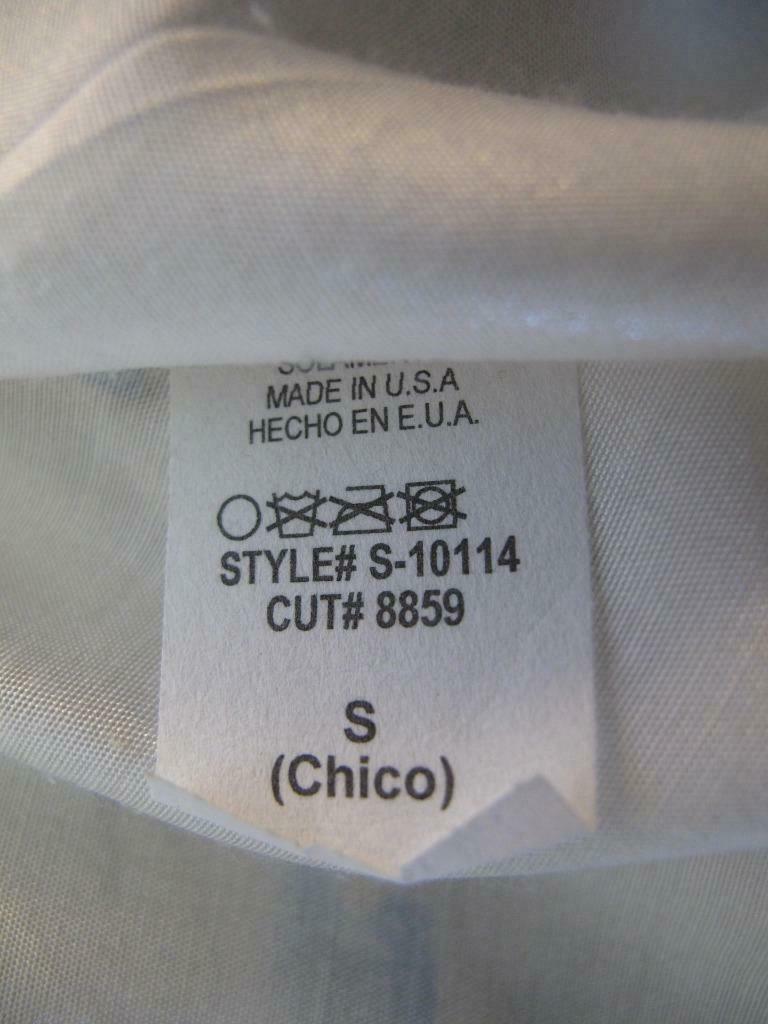 MADE IN U.S.A
HECHO EN E.U.A.
STYLE# S-10114
CUT# 8859
S
(Chico)